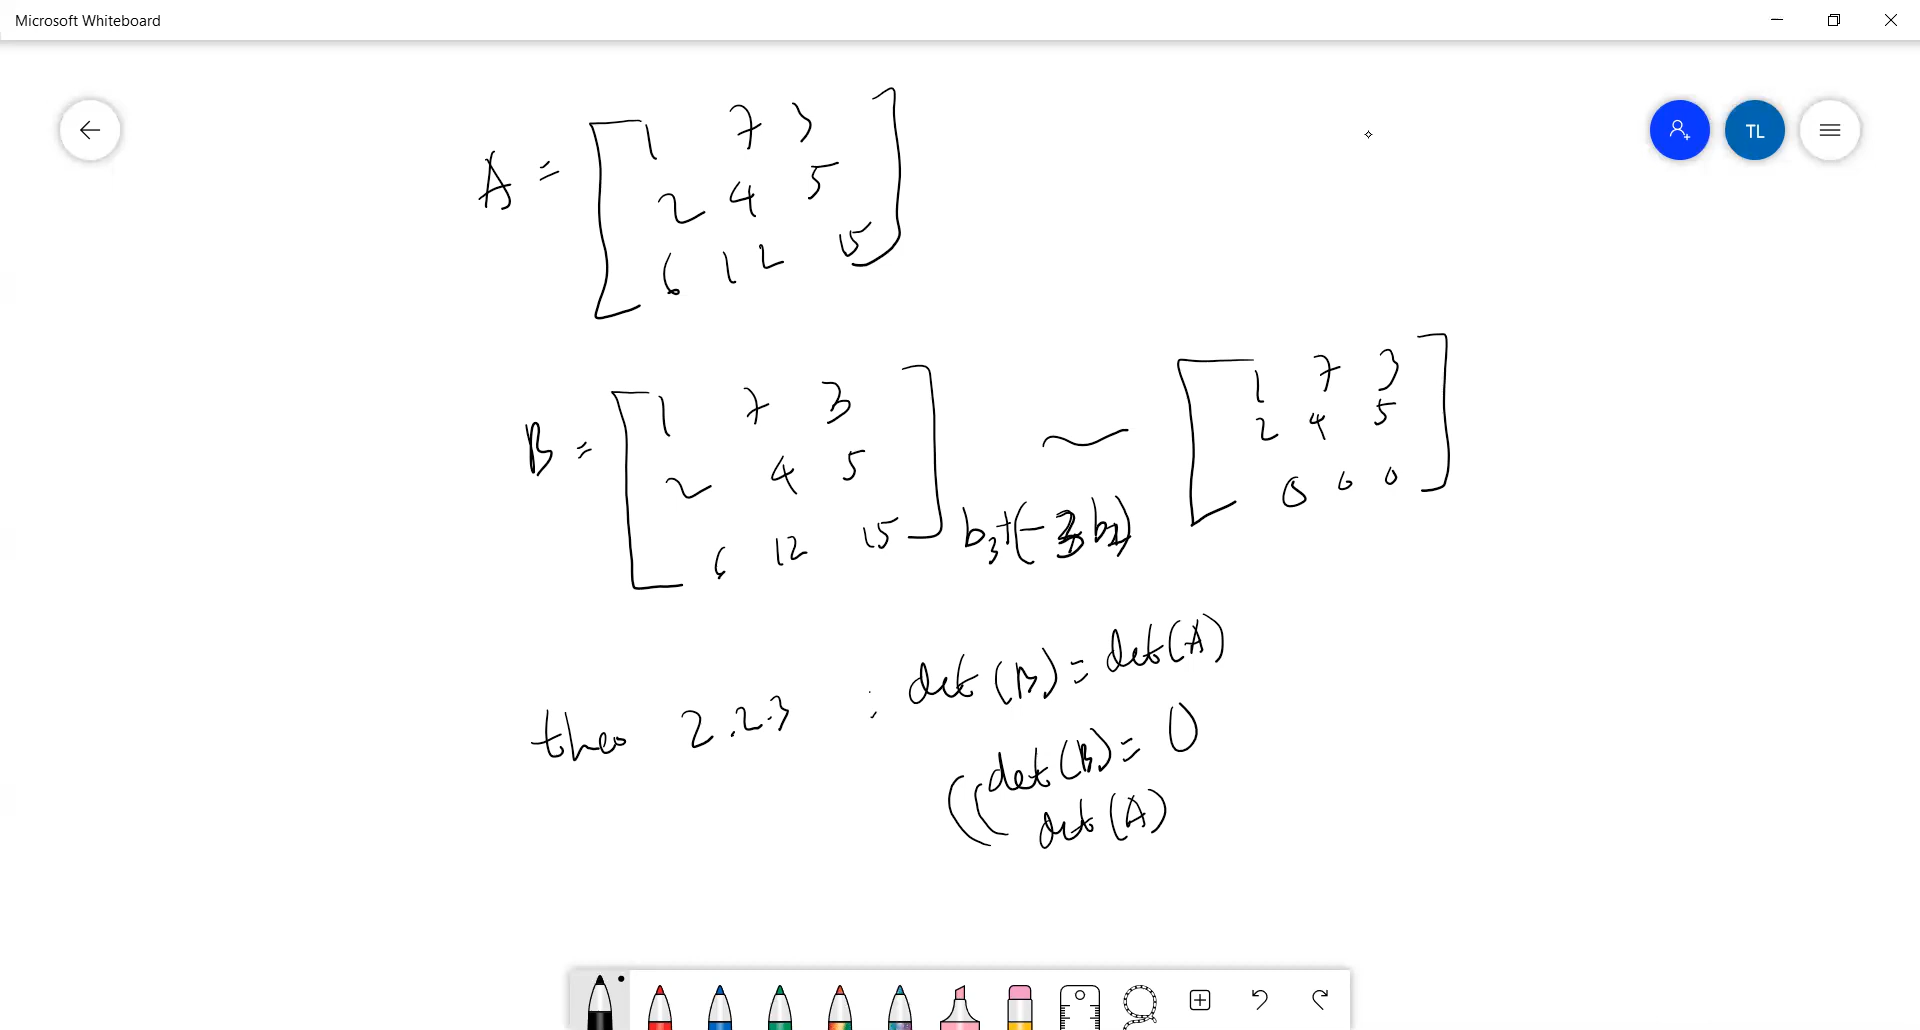 Microsoft Whiteboard
TL
A = [ 1 7 3
2 4 5
6 12 15 ]
B = [ 1 7 3
2 4 5
6 12 15 ] b3+(-3b2) ~ [ 1 7 3
2 4 5
0 0 0 ]
theo 2.2.3 : det(B) = det(A)
((det(B) = 0
det(A)